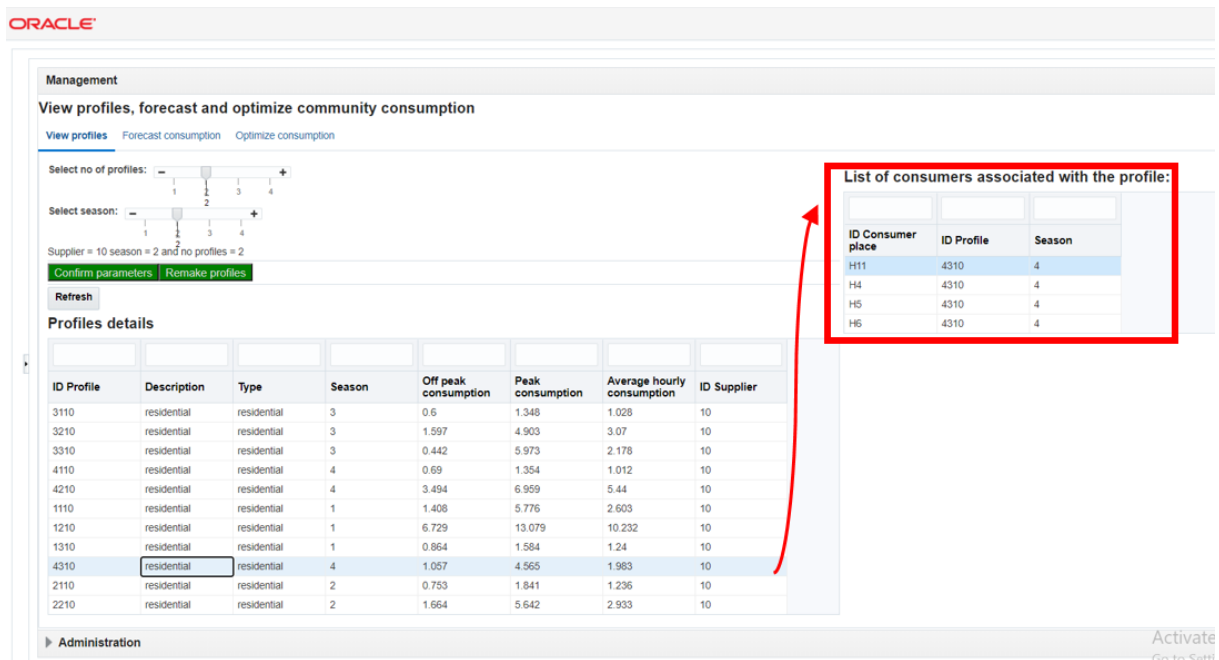 ORACLE
Management
View profiles, forecast and optimize community consumption
View profiles Forecast consumption Optimize consumption
Select no of profiles: - +
1 2 3 4
2
Select season: - +
1 2 3 4
2
Supplier = 10 season = 2 and no profiles = 2
Confirm parameters Remake profiles
Refresh
Profiles details
ID Profile Description Type Season Off peak consumption Peak consumption Average hourly consumption ID Supplier
3110 residential residential 3 0.6 1.348 1.028 10
3210 residential residential 3 1.597 4.903 3.07 10
3310 residential residential 3 0.442 5.973 2.178 10
4110 residential residential 4 0.69 1.354 1.012 10
4210 residential residential 4 3.494 6.959 5.44 10
1110 residential residential 1 1.408 5.776 2.603 10
1210 residential residential 1 6.729 13.079 10.232 10
1310 residential residential 1 0.864 1.584 1.24 10
4310 residential residential 4 1.057 4.565 1.983 10
2110 residential residential 2 0.753 1.841 1.236 10
2210 residential residential 2 1.664 5.642 2.933 10
List of consumers associated with the profile:
ID Consumer place ID Profile Season
H11 4310 4
H4 4310 4
H5 4310 4
H6 4310 4
Administration
Activate